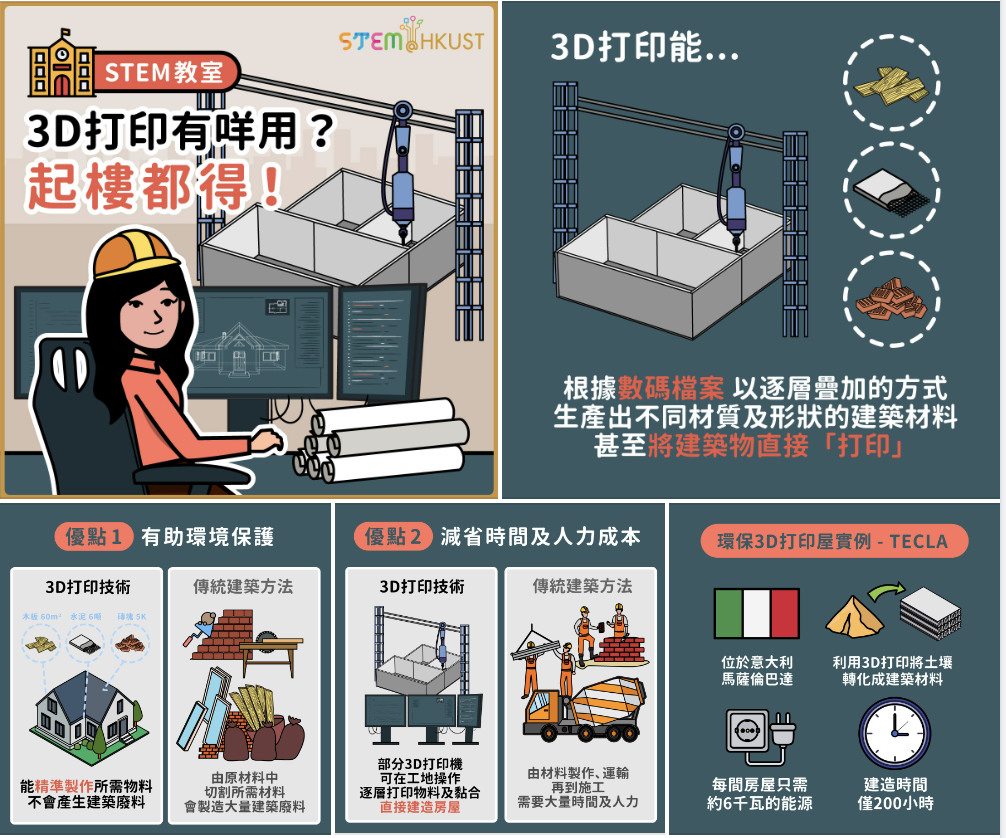 STEM@HKUST
STEM教室
3D打印有咩用？
起樓都得！
3D打印能...
根據數碼檔案 以逐層疊加的方式
生產出不同材質及形狀的建築材料
甚至將建築物直接「打印」
優點1 有助環境保護
3D打印技術
木板 60m² 水泥 6噸 磚塊 5K
能精準製作所需物料
不會產生建築廢料
傳統建築方法
由原材料中
切割所需材料
會製造大量建築廢料
優點2 減省時間及人力成本
3D打印技術
部分3D打印機
可在工地操作
逐層打印物料及黏合
直接建造房屋
傳統建築方法
由材料製作、運輸
再到施工
需要大量時間及人力
環保3D打印屋實例 - TECLA
位於意大利
馬薩倫巴達
利用3D打印將土壤
轉化成建築材料
每間房屋只需
約6千瓦的能源
建造時間
僅200小時